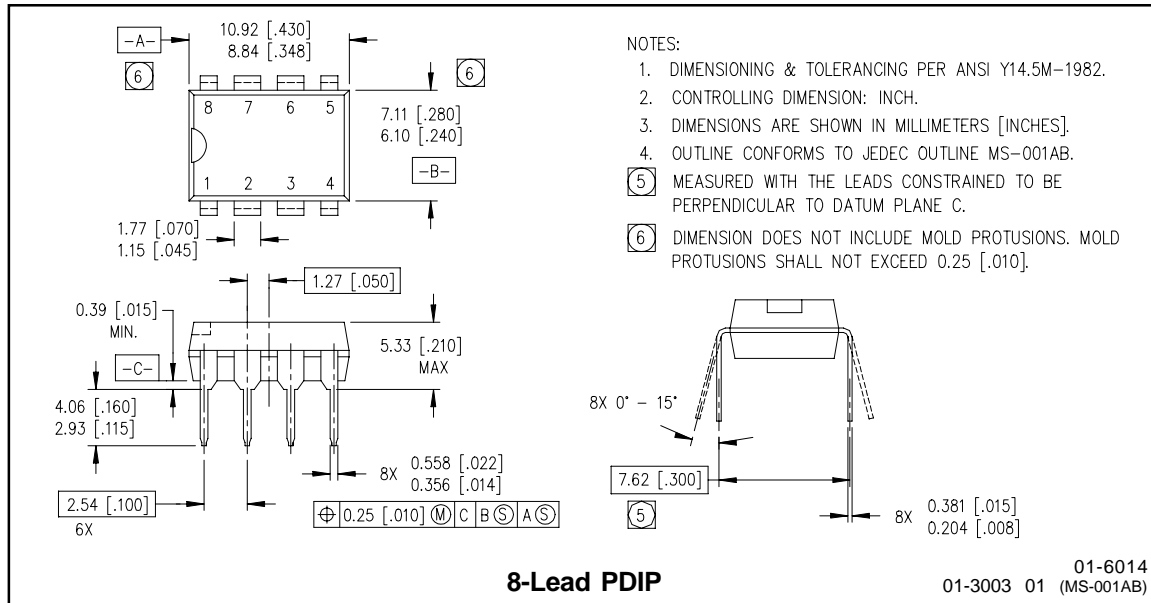 -A-
10.92 [.430]
8.84 [.348]
6
6
8 7 6 5
1 2 3 4
7.11 [.280]
6.10 [.240]
-B-
1.77 [.070]
1.15 [.045]
1.27 [.050]
0.39 [.015]
MIN.
-C-
5.33 [.210]
MAX
4.06 [.160]
2.93 [.115]
8X 0.558 [.022]
0.356 [.014]
2.54 [.100]
6X
⌖ 0.25 [.010] Ⓜ C B Ⓢ A Ⓢ
NOTES:
1. DIMENSIONING & TOLERANCING PER ANSI Y14.5M-1982.
2. CONTROLLING DIMENSION: INCH.
3. DIMENSIONS ARE SHOWN IN MILLIMETERS [INCHES].
4. OUTLINE CONFORMS TO JEDEC OUTLINE MS-001AB.
5 MEASURED WITH THE LEADS CONSTRAINED TO BE
PERPENDICULAR TO DATUM PLANE C.
6 DIMENSION DOES NOT INCLUDE MOLD PROTUSIONS. MOLD
PROTUSIONS SHALL NOT EXCEED 0.25 [.010].
8X 0° - 15°
7.62 [.300]
5
8X 0.381 [.015]
0.204 [.008]
8-Lead PDIP
01-6014
01-3003 01 (MS-001AB)